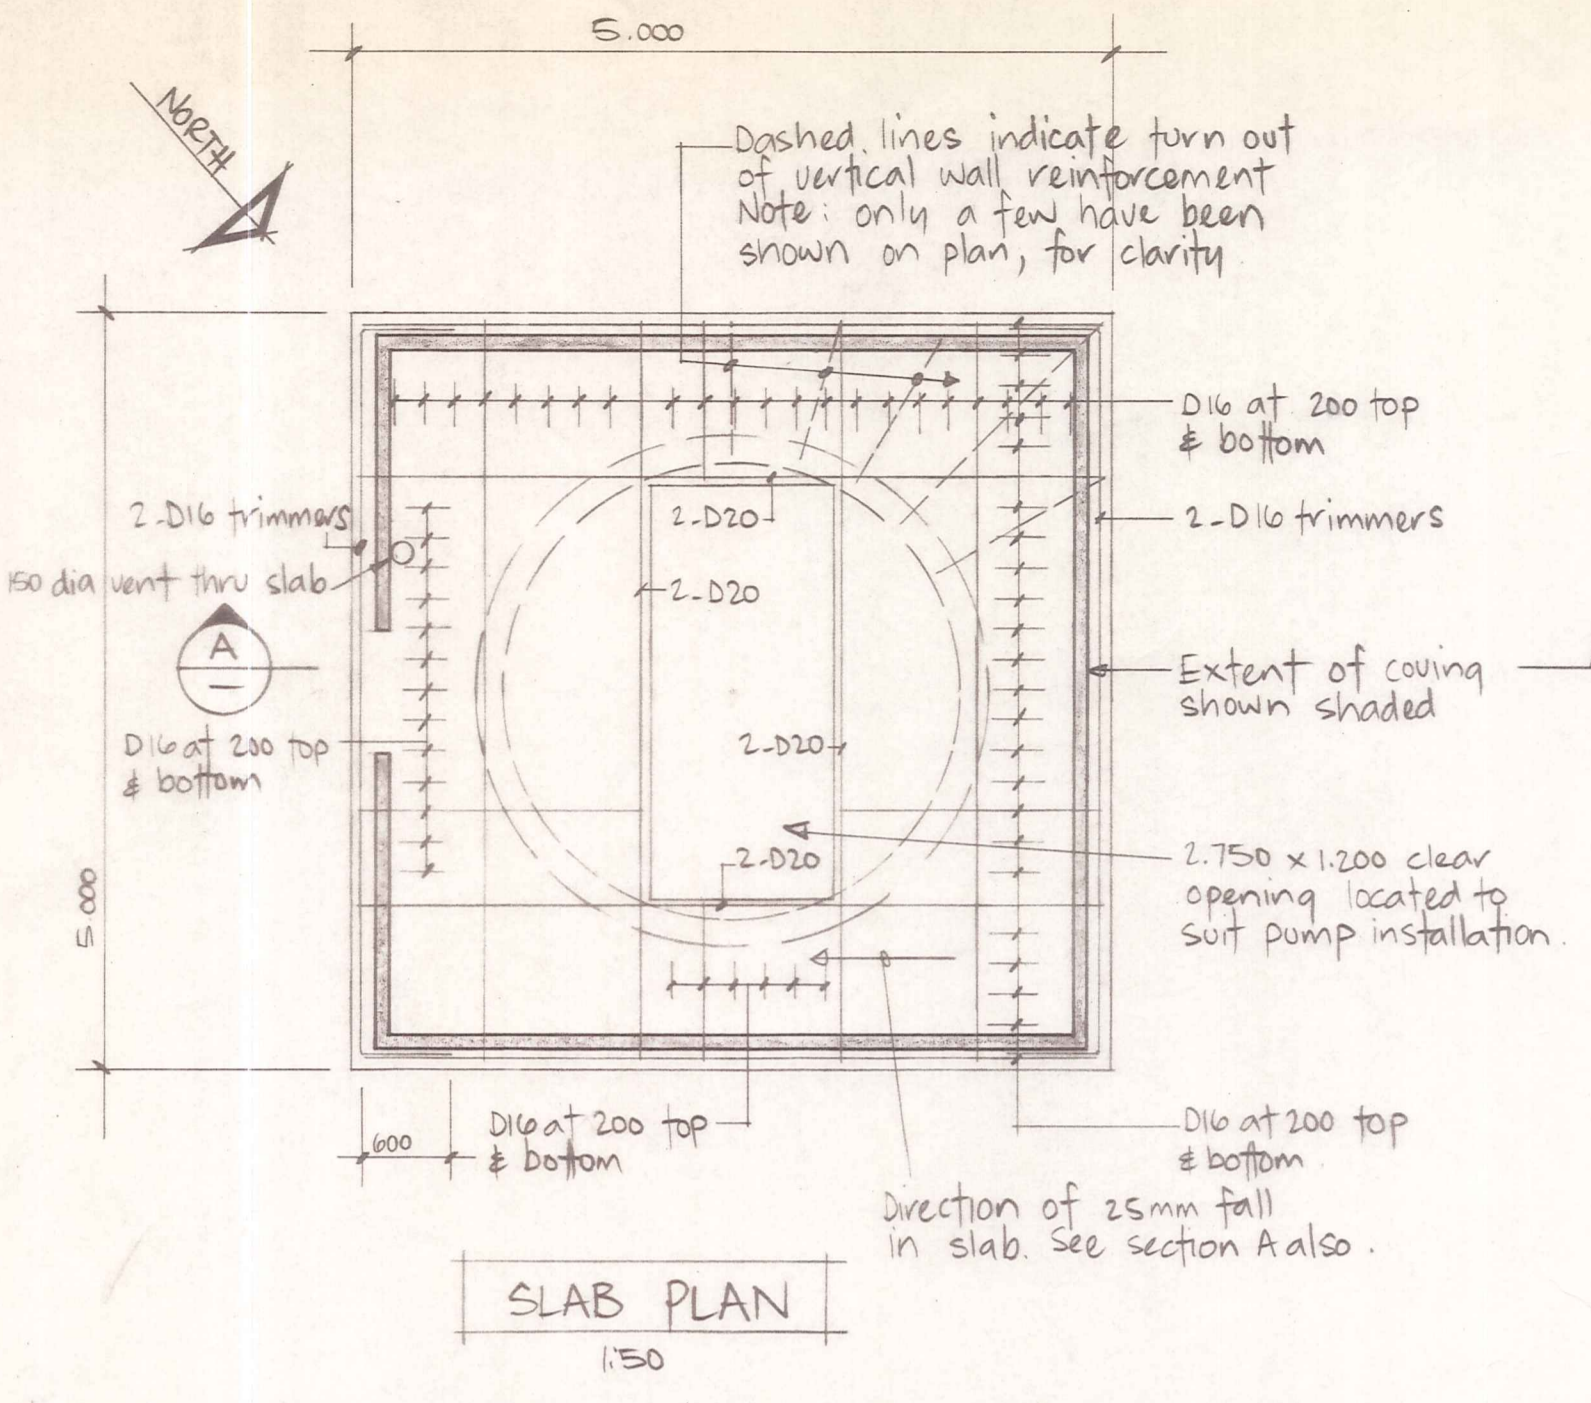 5.000
NORTH
Dashed lines indicate turn out
of vertical wall reinforcement
Note: only a few have been
shown on plan, for clarity
D16 at 200 top
& bottom
2-D16 trimmers
2-D16 trimmers
2-D20
150 dia vent thru slab
2-D20
A
Extent of coving
shown shaded
D16 at 200 top
& bottom
2-D20
2-D20
2.750 x 1.200 clear
opening located to
suit pump installation.
5.000
600
D16 at 200 top
& bottom
D16 at 200 top
& bottom
Direction of 25mm fall
in slab. See section A also.
SLAB PLAN
1:50